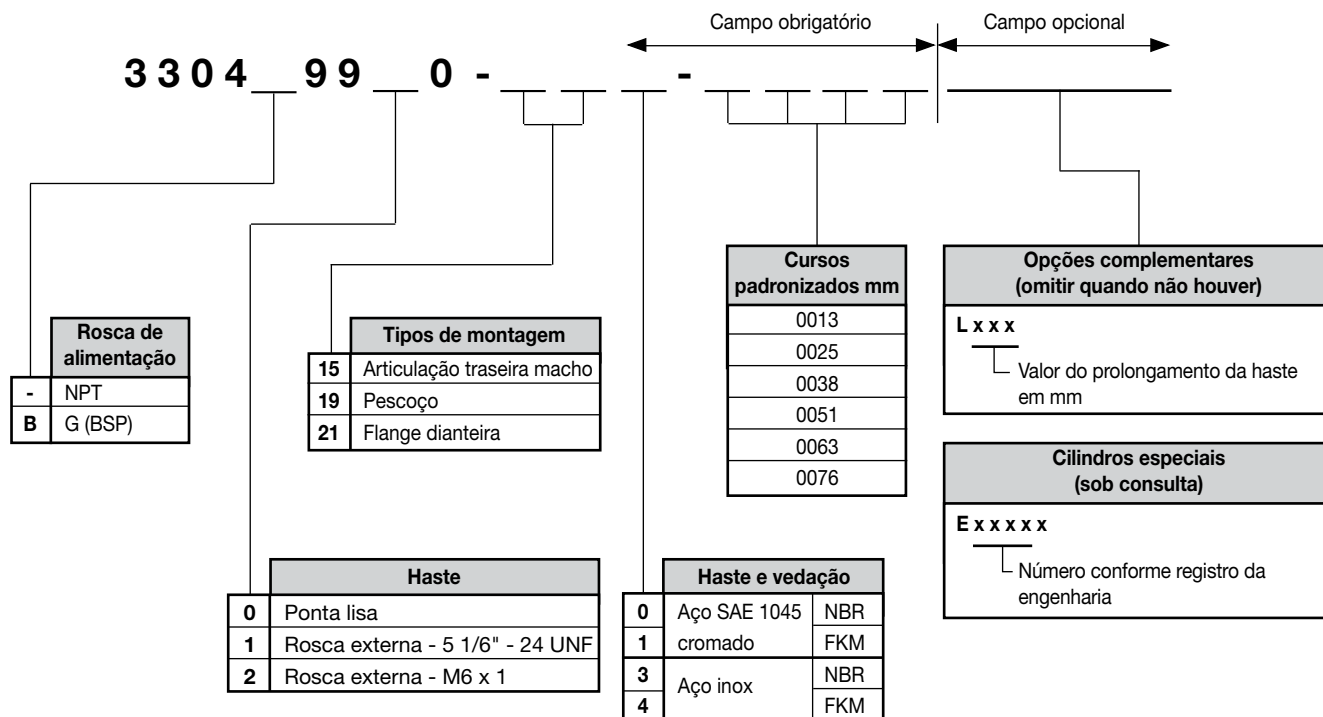 Campo obrigatório
Campo opcional
3304 _ 99 _ 0 - _ _ _ - _ _ _ _ _
Rosca de alimentação
- NPT
B G (BSP)
Tipos de montagem
15 Articulação traseira macho
19 Pescoço
21 Flange dianteira
Cursos padronizados mm
0013
0025
0038
0051
0063
0076
Opções complementares
(omitir quando não houver)
L x x x
Valor do prolongamento da haste
em mm
Cilindros especiais
(sob consulta)
E x x x x x
Número conforme registro da
engenharia
Haste
0 Ponta lisa
1 Rosca externa - 5 1/6" - 24 UNF
2 Rosca externa - M6 x 1
Haste e vedação
0 Aço SAE 1045 NBR
1 cromado FKM
3 Aço inox NBR
4 FKM